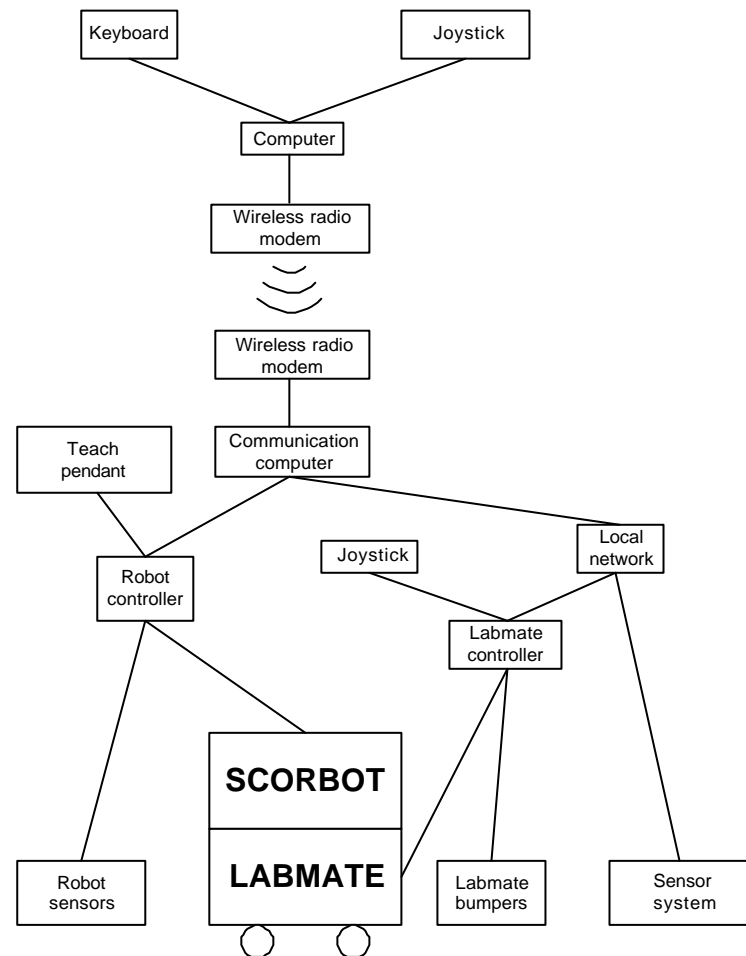 Keyboard
Joystick
Computer
Wireless radio
modem
Wireless radio
modem
Communication
computer
Teach
pendant
Local
network
Joystick
Robot
controller
Labmate
controller
SCORBOT
LABMATE
Robot
sensors
Labmate
bumpers
Sensor
system